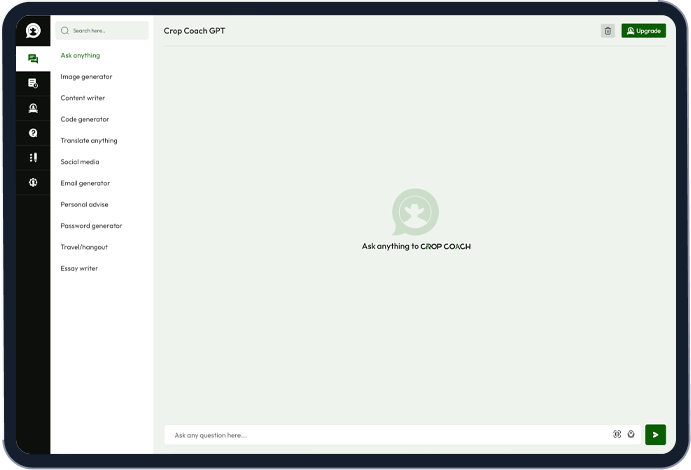 Search here..
Crop Coach GPT
Upgrade
Ask anything
Image generator
Content writer
Code generator
Translate anything
Social media
Email generator
Personal advise
Password generator
Travel/hangout
Essay writer
Ask anything to CROP COACH
Ask any question here...